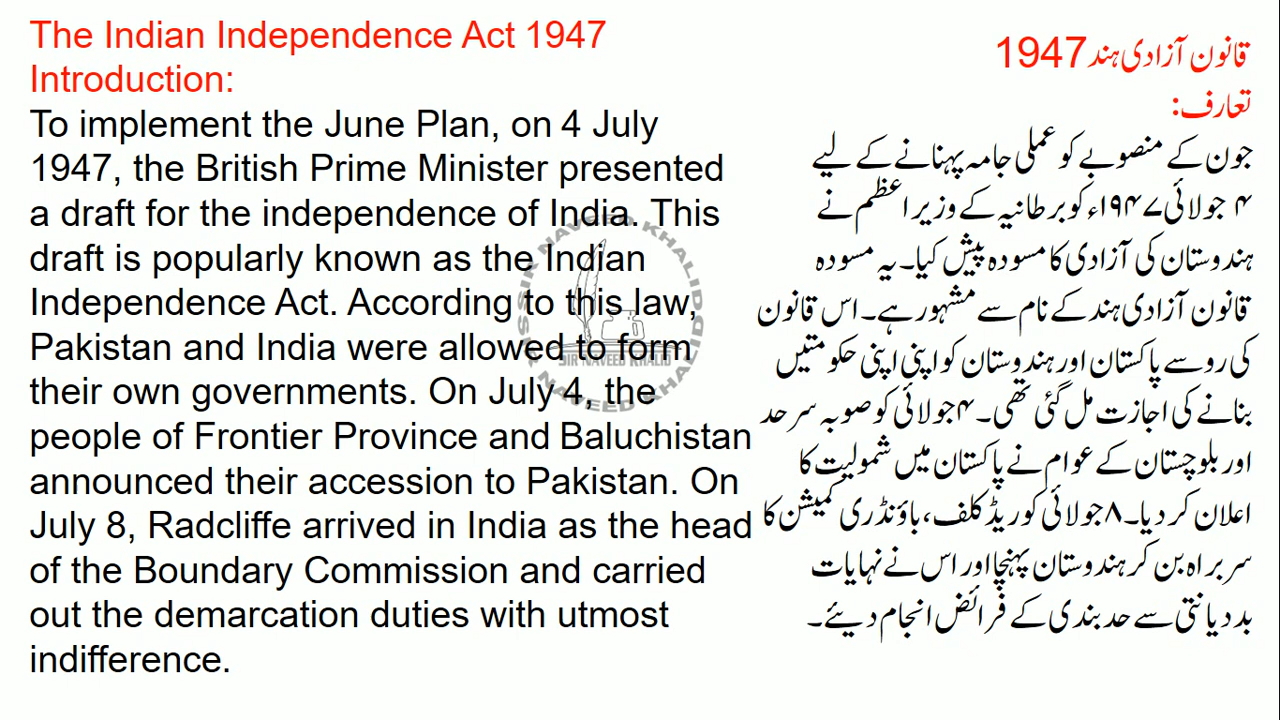 The Indian Independence Act 1947
Introduction:
To implement the June Plan, on 4 July
1947, the British Prime Minister presented
a draft for the independence of India. This
draft is popularly known as the Indian
Independence Act. According to this law,
Pakistan and India were allowed to form
their own governments. On July 4, the
people of Frontier Province and Baluchistan
announced their accession to Pakistan. On
July 8, Radcliffe arrived in India as the head
of the Boundary Commission and carried
out the demarcation duties with utmost
indifference.
قانون آزادی ہند 1947
تعارف:
جون کے منصوبے کو عملی جامہ پہنانے کے لیے
۴ جولائی ۱۹۴۷ء کو برطانیہ کے وزیر اعظم نے
ہندوستان کی آزادی کا مسودہ پیش کیا۔ یہ مسودہ
قانون آزادی ہند کے نام سے مشہور ہے۔ اس قانون
کی رو سے پاکستان اور ہندوستان کو اپنی اپنی حکومتیں
بنانے کی اجازت مل گئی تھی۔ ۴ جولائی کو صوبہ سرحد
اور بلوچستان کے عوام نے پاکستان میں شمولیت کا
اعلان کر دیا۔ ۸ جولائی کو ریڈ کلف، باؤنڈری کمیشن کا
سربراہ بن کر ہندوستان پہنچا اور اس نے نہایات
بددیانتی سے حد بندی کے فرائض انجام دیئے۔
SIR NAVEED KHALID
SIR NAVEED KHALID